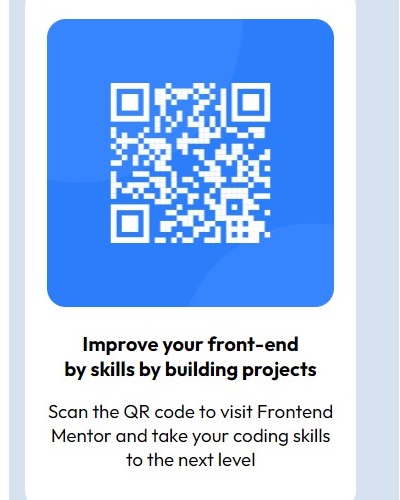 Improve your front-end
by skills by building projects
Scan the QR code to visit Frontend
Mentor and take your coding skills
to the next level